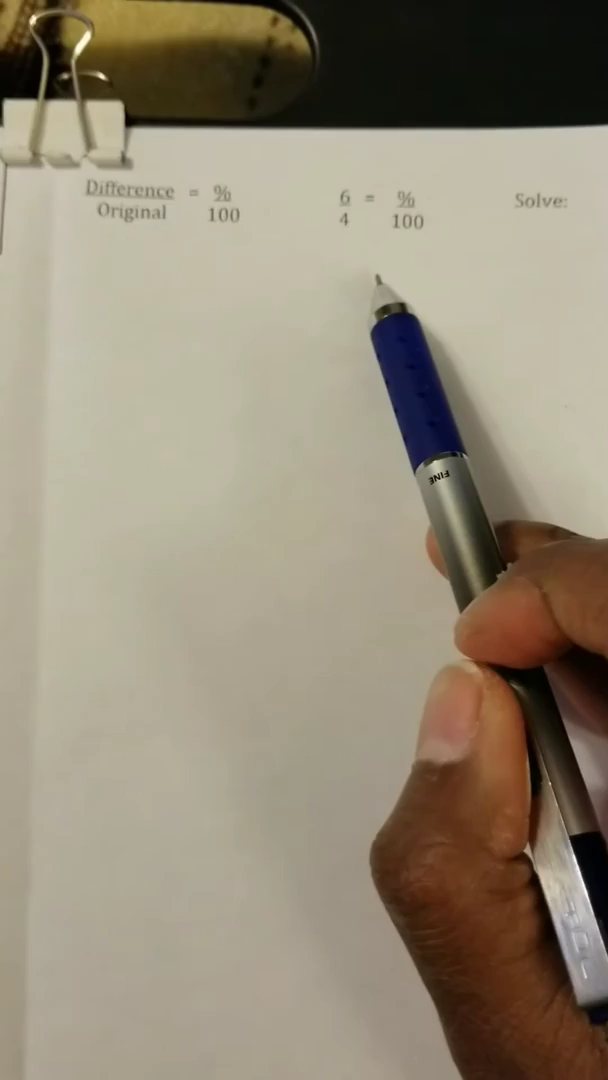 Difference = % 6 = % Solve:
Original 100 4 100
FINE